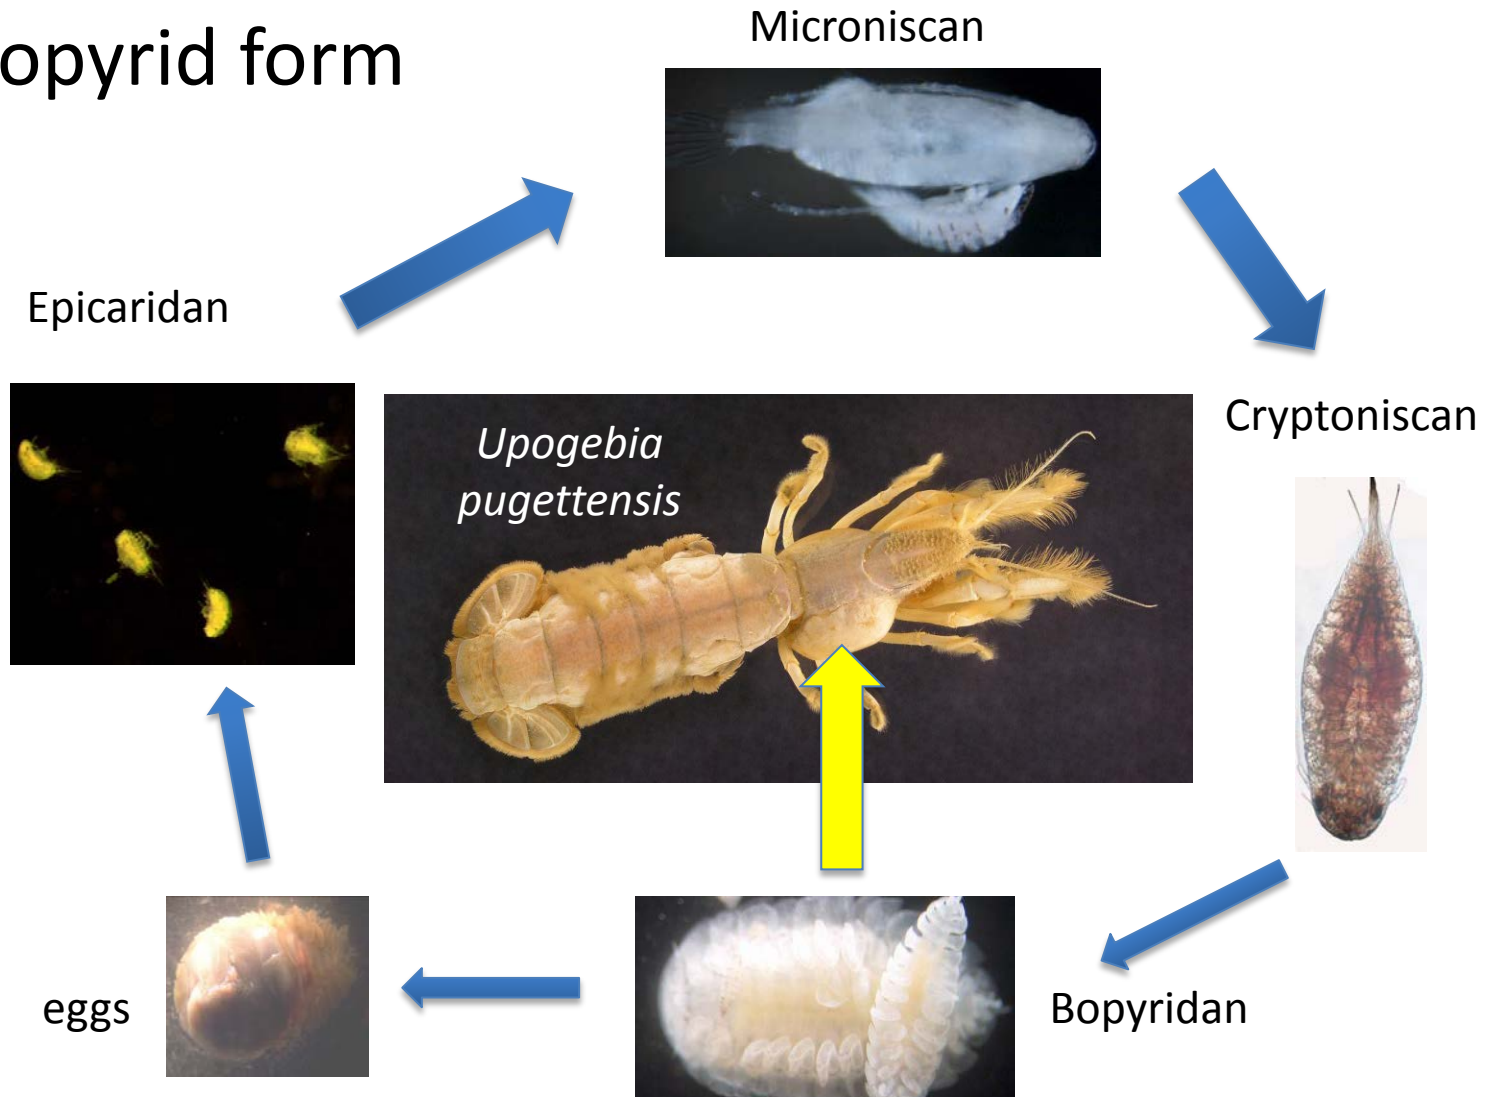 opyrid form
Microniscan
Epicaridan
Cryptoniscan
Upogebia
pugettensis
eggs
Bopyridan